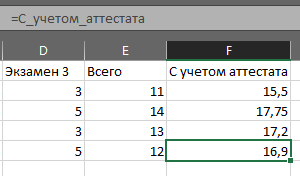 =С_учетом_аттестата
D E F
Экзамен 3 Всего С учетом аттестата
3 11 15,5
5 14 17,75
3 13 17,2
5 12 16,9